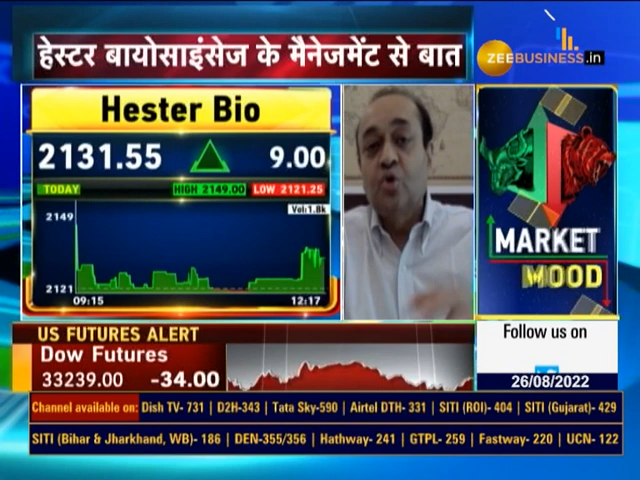 हेस्टर बायोसाइंसेज के मैनेजमेंट से बात
ZEEBUSINESS.in
Hester Bio
2131.55 9.00
TODAY HIGH 2149.00 LOW 2121.25
Vol:1.8k
2149
2121
09:15 12:17
MARKET
MOOD
US FUTURES ALERT
Dow Futures
33239.00 -34.00
Follow us on
26/08/2022
Channel available on: Dish TV- 731 | D2H-343 | Tata Sky-590 | Airtel DTH- 331 | SITI (ROI)- 404 | SITI (Gujarat)- 429
SITI (Bihar & Jharkhand, WB)- 186 | DEN-355/356 | Hathway- 241 | GTPL- 259 | Fastway- 220 | UCN- 122